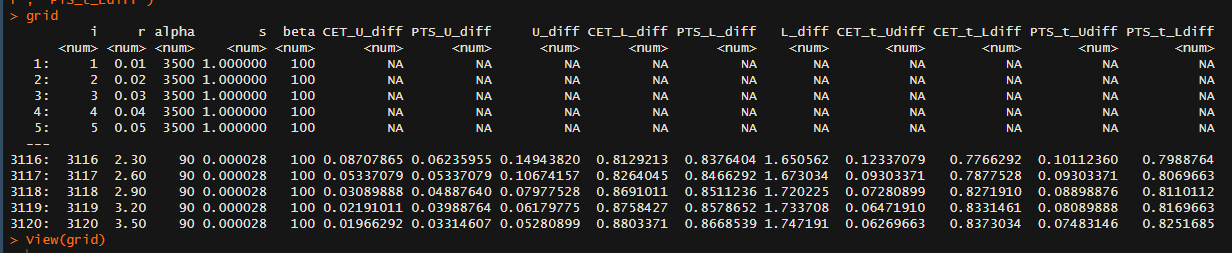 > grid
i r alpha s beta CET_U_diff PTS_U_diff U_diff CET_L_diff PTS_L_diff L_diff CET_t_Udiff CET_t_Ldiff PTS_t_Udiff PTS_t_Ldiff
<num> <num> <num> <num> <num> <num> <num> <num> <num> <num> <num> <num> <num> <num> <num>
1: 1 0.01 3500 1.000000 100 NA NA NA NA NA NA NA NA NA NA
2: 2 0.02 3500 1.000000 100 NA NA NA NA NA NA NA NA NA NA
3: 3 0.03 3500 1.000000 100 NA NA NA NA NA NA NA NA NA NA
4: 4 0.04 3500 1.000000 100 NA NA NA NA NA NA NA NA NA NA
5: 5 0.05 3500 1.000000 100 NA NA NA NA NA NA NA NA NA NA
---
3116: 3116 2.30 90 0.000028 100 0.08707865 0.06235955 0.14943820 0.8129213 0.8376404 1.650562 0.12337079 0.7766292 0.10112360 0.7988764
3117: 3117 2.60 90 0.000028 100 0.05337079 0.05337079 0.10674157 0.8264045 0.8466292 1.673034 0.09303371 0.7877528 0.09303371 0.8069663
3118: 3118 2.90 90 0.000028 100 0.03089888 0.04887640 0.07977528 0.8691011 0.8511236 1.720225 0.07280899 0.8271910 0.08898876 0.8110112
3119: 3119 3.20 90 0.000028 100 0.02191011 0.03988764 0.06179775 0.8758427 0.8578652 1.733708 0.06471910 0.8331461 0.08089888 0.8196663
3120: 3120 3.50 90 0.000028 100 0.01966292 0.03314607 0.05280899 0.8803371 0.8668539 1.747191 0.06269663 0.8373034 0.07483146 0.8251685
> View(grid)